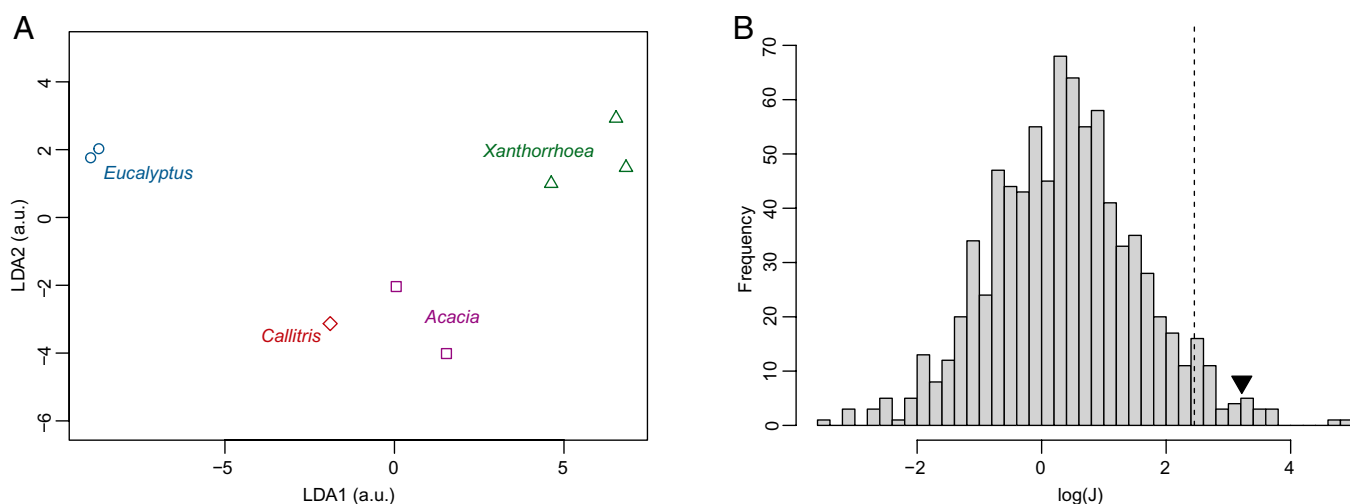 A
4
2
0
−2
−4
−6
LDA2 (a.u.)
Eucalyptus
Xanthorrhoea
Callitris
Acacia
−5
0
5
LDA1 (a.u.)
B
70
60
50
40
30
20
10
0
Frequency
−2
0
2
4
log(J)